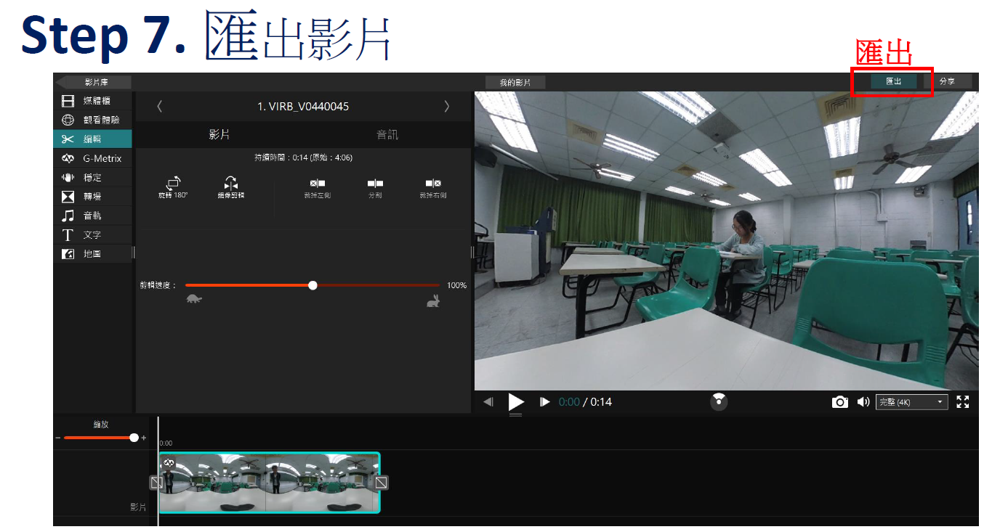 Step 7. 匯出影片
匯出
影片庫
我的影片
匯出
分享
媒體櫃
觀看體驗
編輯
G-Metrix
穩定
轉場
音軌
文字
地圖
1. VIRB_V0440045
影片
音訊
持續時間：0:14 (原始：4:06)
旋轉 180°
鏡像剪輯
裁掉左側
分割
裁掉右側
剪輯速度：
100%
0:00 / 0:14
完整 (4K)
縮放
0:00
影片